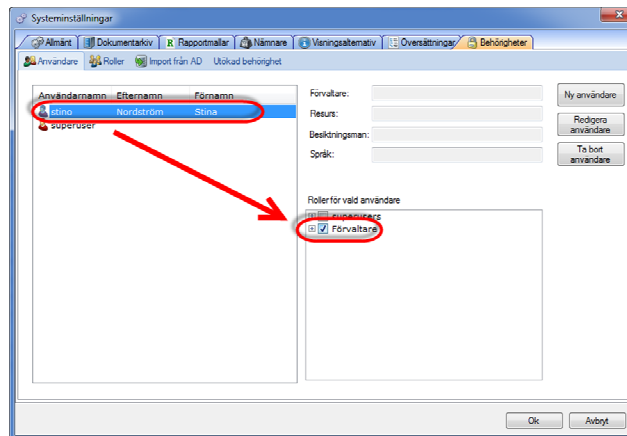 Systeminställningar
Allmänt Dokumentarkiv Rapportmallar Nämnare Visningsalternativ Översättningar Behörigheter
Användare Roller Import från AD Utökad behörighet
Användarnamn Efternamn Förnamn
stino Nordström Stina
superuser
Förvaltare:
Resurs:
Besiktningsman:
Språk:
Ny användare
Redigera
användare
Ta bort
användare
Roller för vald användare
superusers
Förvaltare
Ok Avbryt